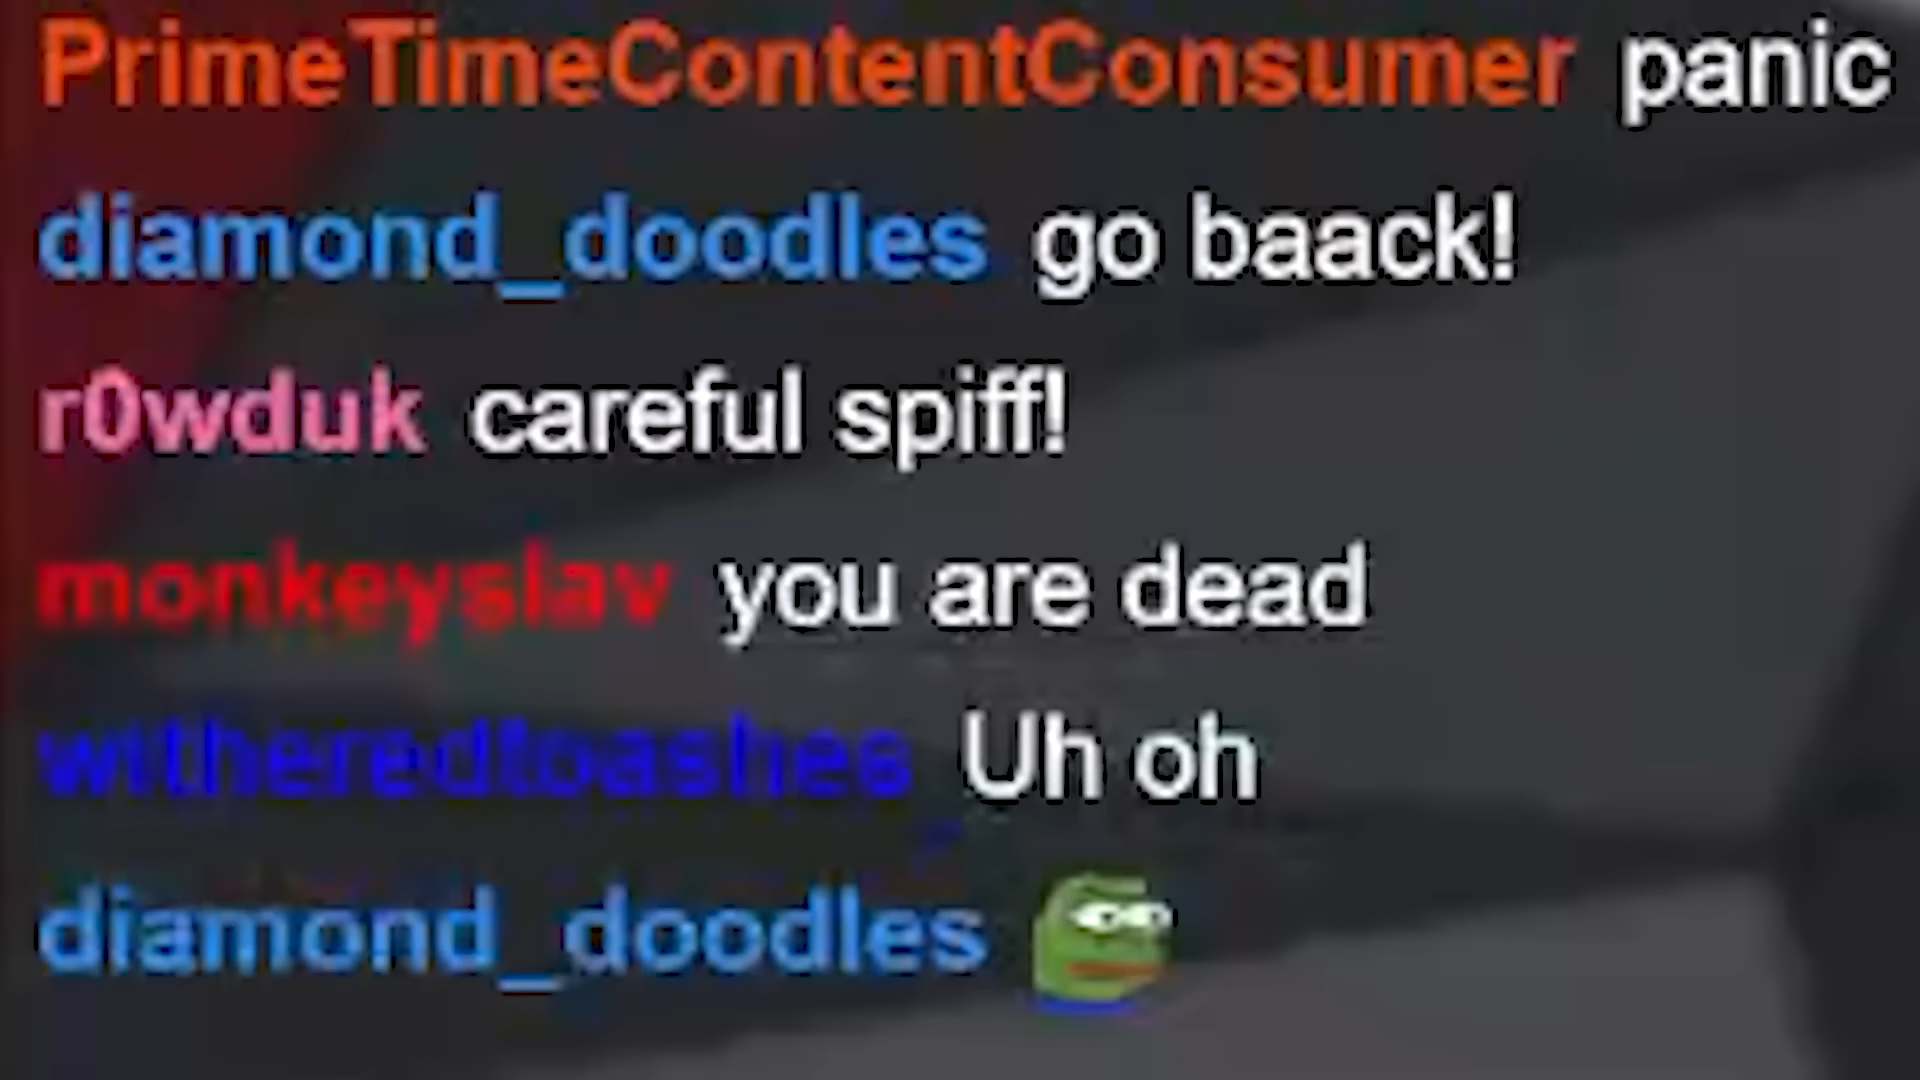 PrimeTimeContentConsumer panic
diamond_doodles go baack!
r0wduk careful spiff!
monkeyslav you are dead
witheredtoashes Uh oh
diamond_doodles